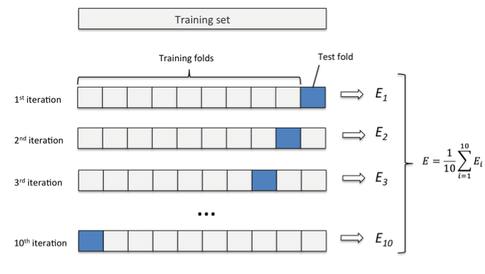 Training set
Training folds
Test fold
1st iteration
E1
2nd iteration
E2
3rd iteration
E3
E = 1/10 10∑i=1 Ei
...
10th iteration
E10